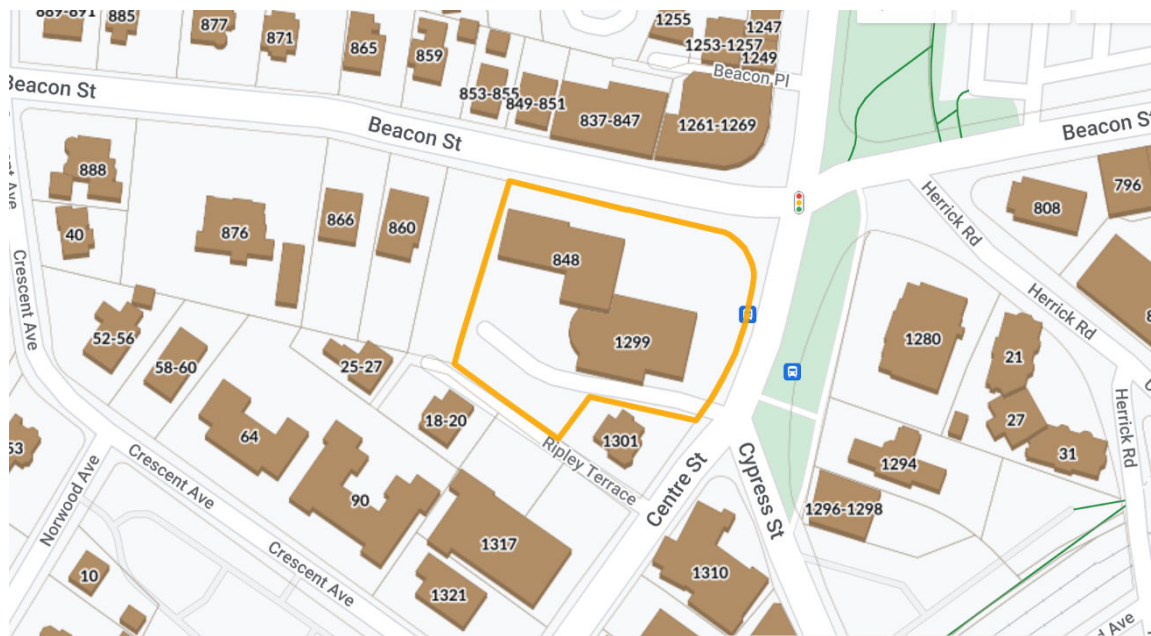 889-891
885
877
871
865
859
1255
1253-1257
1247
1249
Beacon Pl
853-855
849-851
837-847
1261-1269
Beacon St
Beacon St
Beacon St
888
40
876
866
860
848
1299
808
796
Herrick Rd
Herrick Rd
Herrick Rd
Crescent Ave
52-56
58-60
25-27
18-20
1301
1280
21
27
31
1294
1296-1298
64
90
Ripley Terrace
Centre St
Cypress St
Crescent Ave
Crescent Ave
Norwood Ave
1317
1321
1310
10